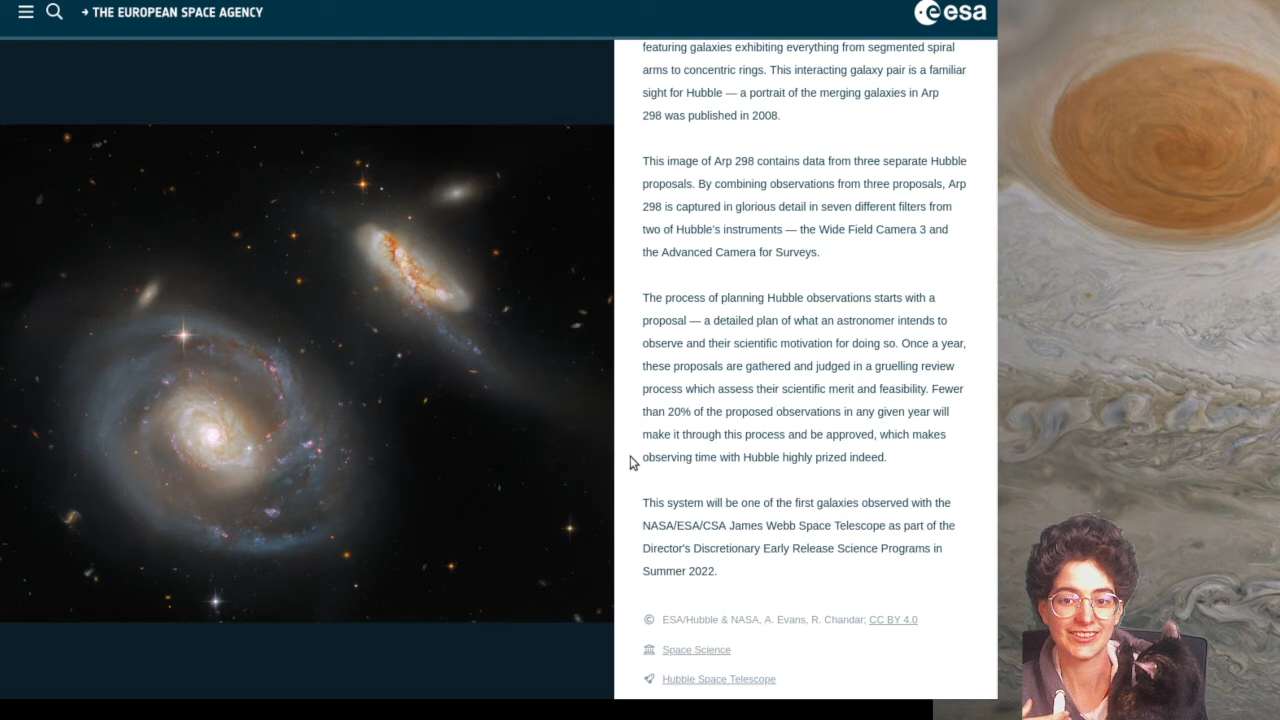 → THE EUROPEAN SPACE AGENCY
esa
featuring galaxies exhibiting everything from segmented spiral
arms to concentric rings. This interacting galaxy pair is a familiar
sight for Hubble — a portrait of the merging galaxies in Arp
298 was published in 2008.
This image of Arp 298 contains data from three separate Hubble
proposals. By combining observations from three proposals, Arp
298 is captured in glorious detail in seven different filters from
two of Hubble's instruments — the Wide Field Camera 3 and
the Advanced Camera for Surveys.
The process of planning Hubble observations starts with a
proposal — a detailed plan of what an astronomer intends to
observe and their scientific motivation for doing so. Once a year,
these proposals are gathered and judged in a gruelling review
process which assess their scientific merit and feasibility. Fewer
than 20% of the proposed observations in any given year will
make it through this process and be approved, which makes
observing time with Hubble highly prized indeed.
This system will be one of the first galaxies observed with the
NASA/ESA/CSA James Webb Space Telescope as part of the
Director's Discretionary Early Release Science Programs in
Summer 2022.
© ESA/Hubble & NASA, A. Evans, R. Chandar; CC BY 4.0
Space Science
Hubble Space Telescope